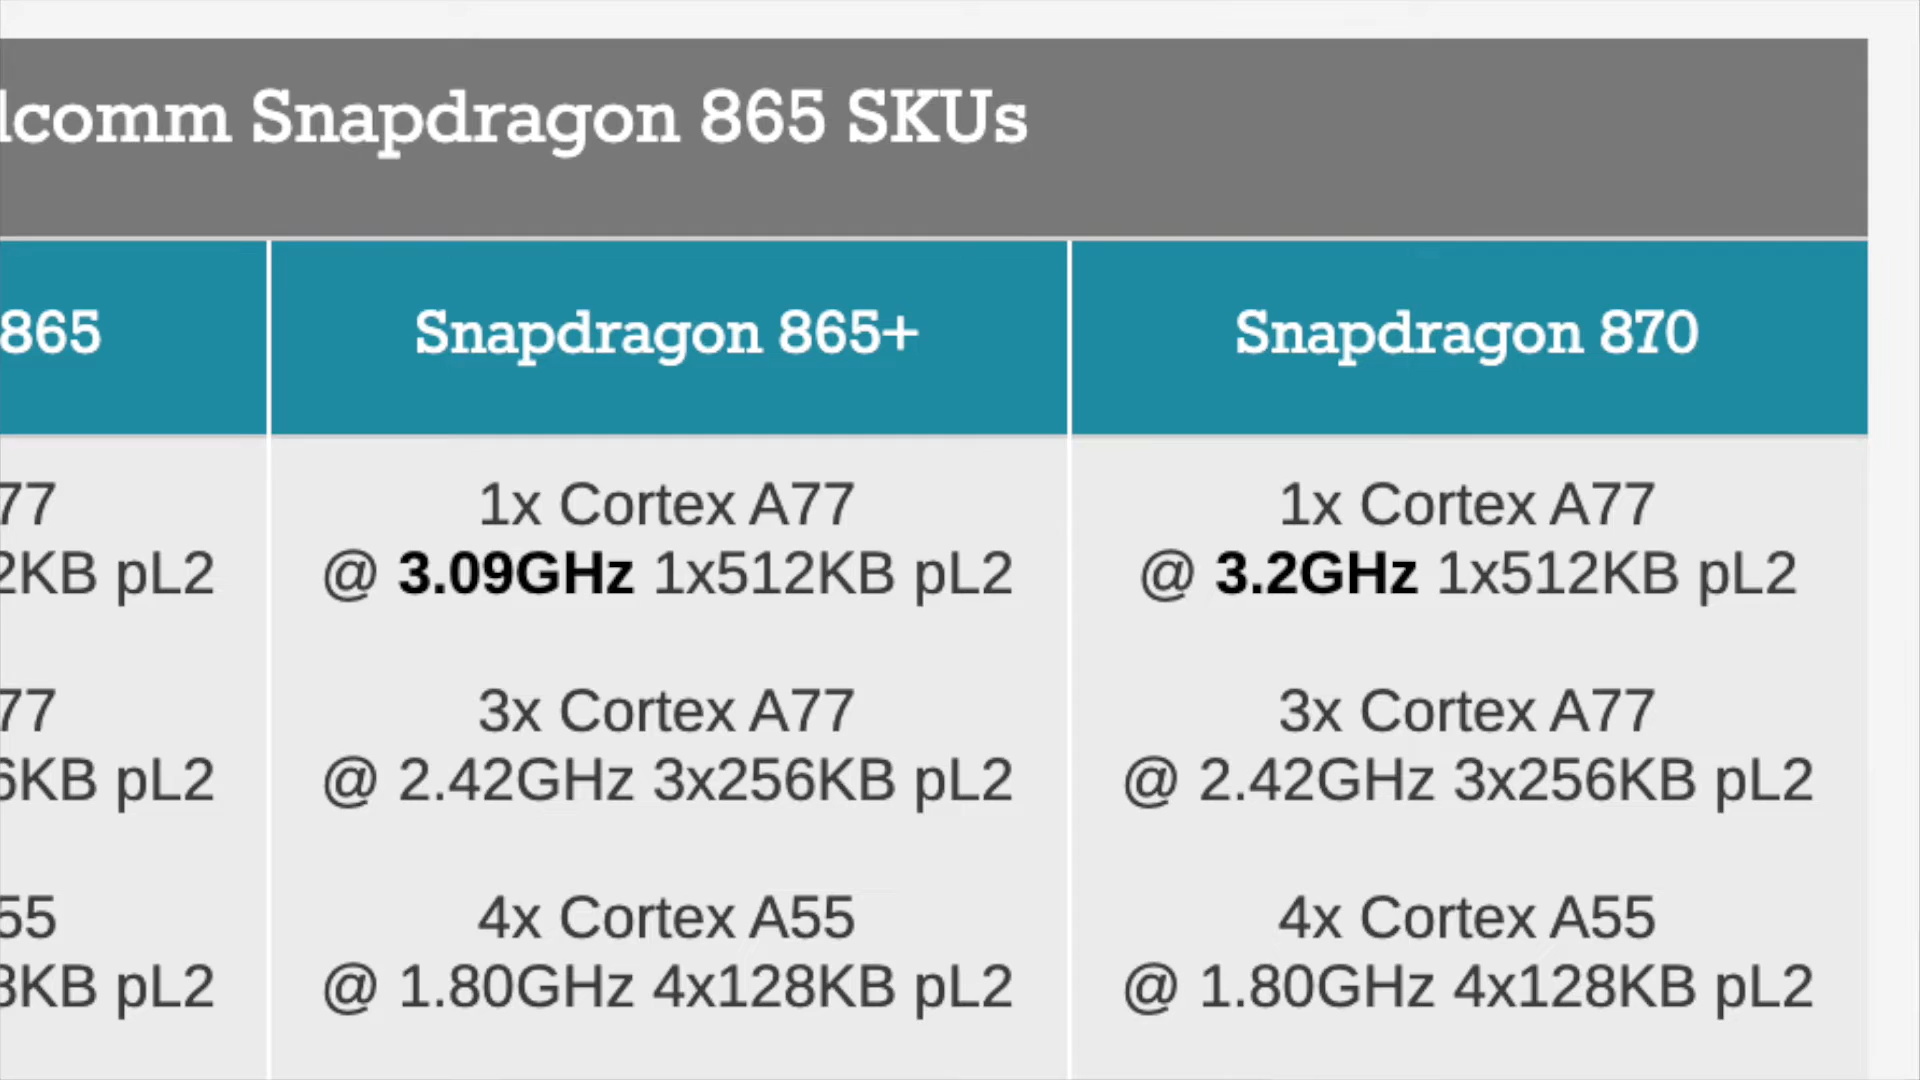 lcomm Snapdragon 865 SKUs
865 Snapdragon 865+ Snapdragon 870
77 1x Cortex A77 1x Cortex A77
2KB pL2 @ 3.09GHz 1x512KB pL2 @ 3.2GHz 1x512KB pL2
77 3x Cortex A77 3x Cortex A77
6KB pL2 @ 2.42GHz 3x256KB pL2 @ 2.42GHz 3x256KB pL2
55 4x Cortex A55 4x Cortex A55
8KB pL2 @ 1.80GHz 4x128KB pL2 @ 1.80GHz 4x128KB pL2